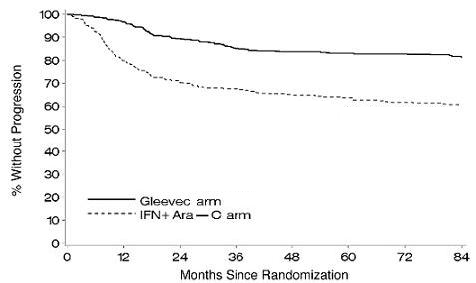 % Without Progression
100
90
80
70
60
50
40
30
20
10
0
Gleevec arm
IFN+ Ara — C arm
0 12 24 36 48 60 72 84
Months Since Randomization